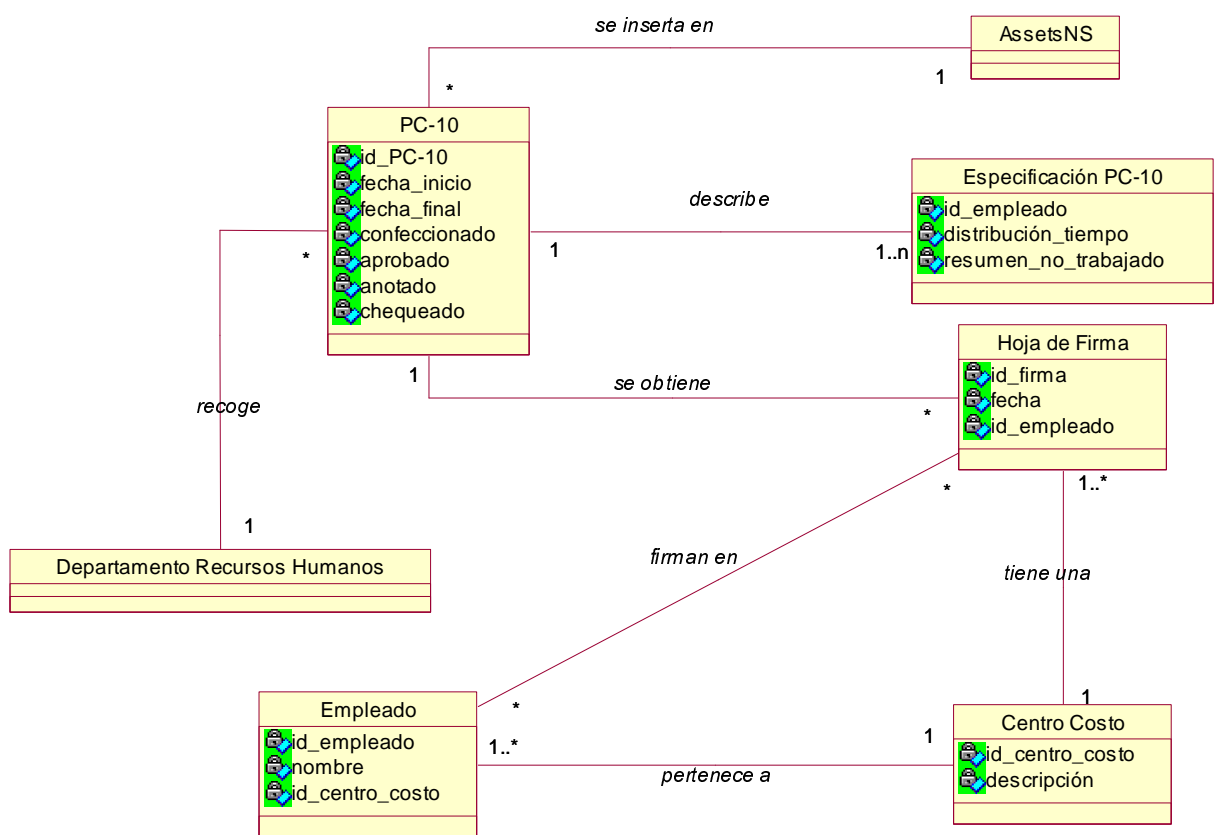 se inserta en
AssetsNS
1
*
PC-10
id_PC-10
fecha_inicio
fecha_final
confeccionado
aprobado
anotado
chequeado
describe
1
1..n
Especificación PC-10
id_empleado
distribución_tiempo
resumen_no_trabajado
*
recoge
1
Departamento Recursos Humanos
1
se obtiene
*
Hoja de Firma
id_firma
fecha
id_empleado
*
1..*
firman en
tiene una
*
1
Empleado
id_empleado
nombre
id_centro_costo
1..*
pertenece a
1
Centro Costo
id_centro_costo
descripción